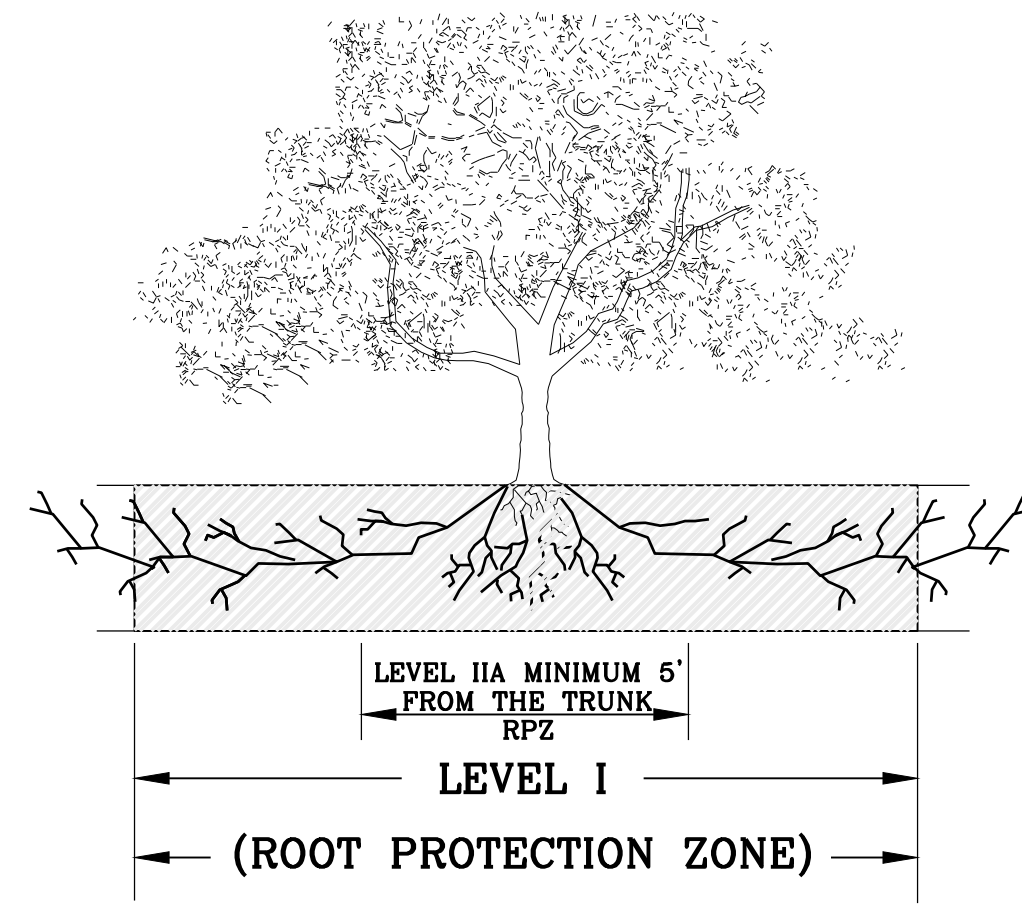 LEVEL IIA MINIMUM 5'
FROM THE TRUNK
RPZ
LEVEL I
(ROOT PROTECTION ZONE)